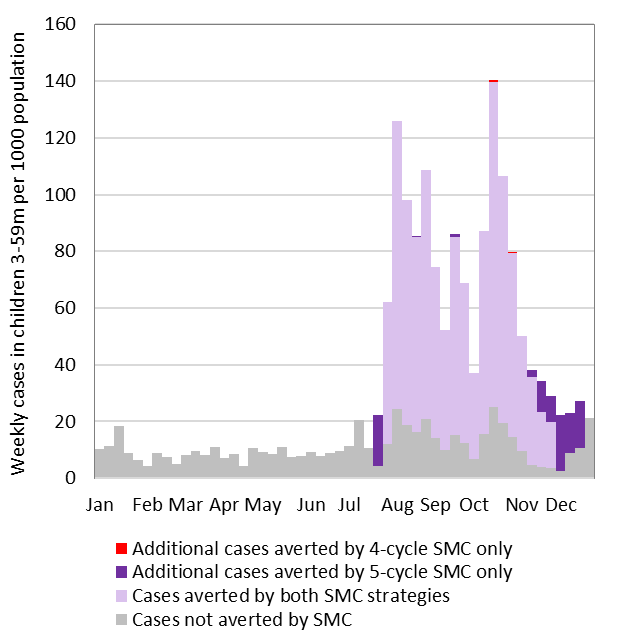 Weekly cases in children 3-59m per 1000 population
160
140
120
100
80
60
40
20
0
Jan Feb Mar Apr May Jun Jul Aug Sep Oct Nov Dec
Additional cases averted by 4-cycle SMC only
Additional cases averted by 5-cycle SMC only
Cases averted by both SMC strategies
Cases not averted by SMC